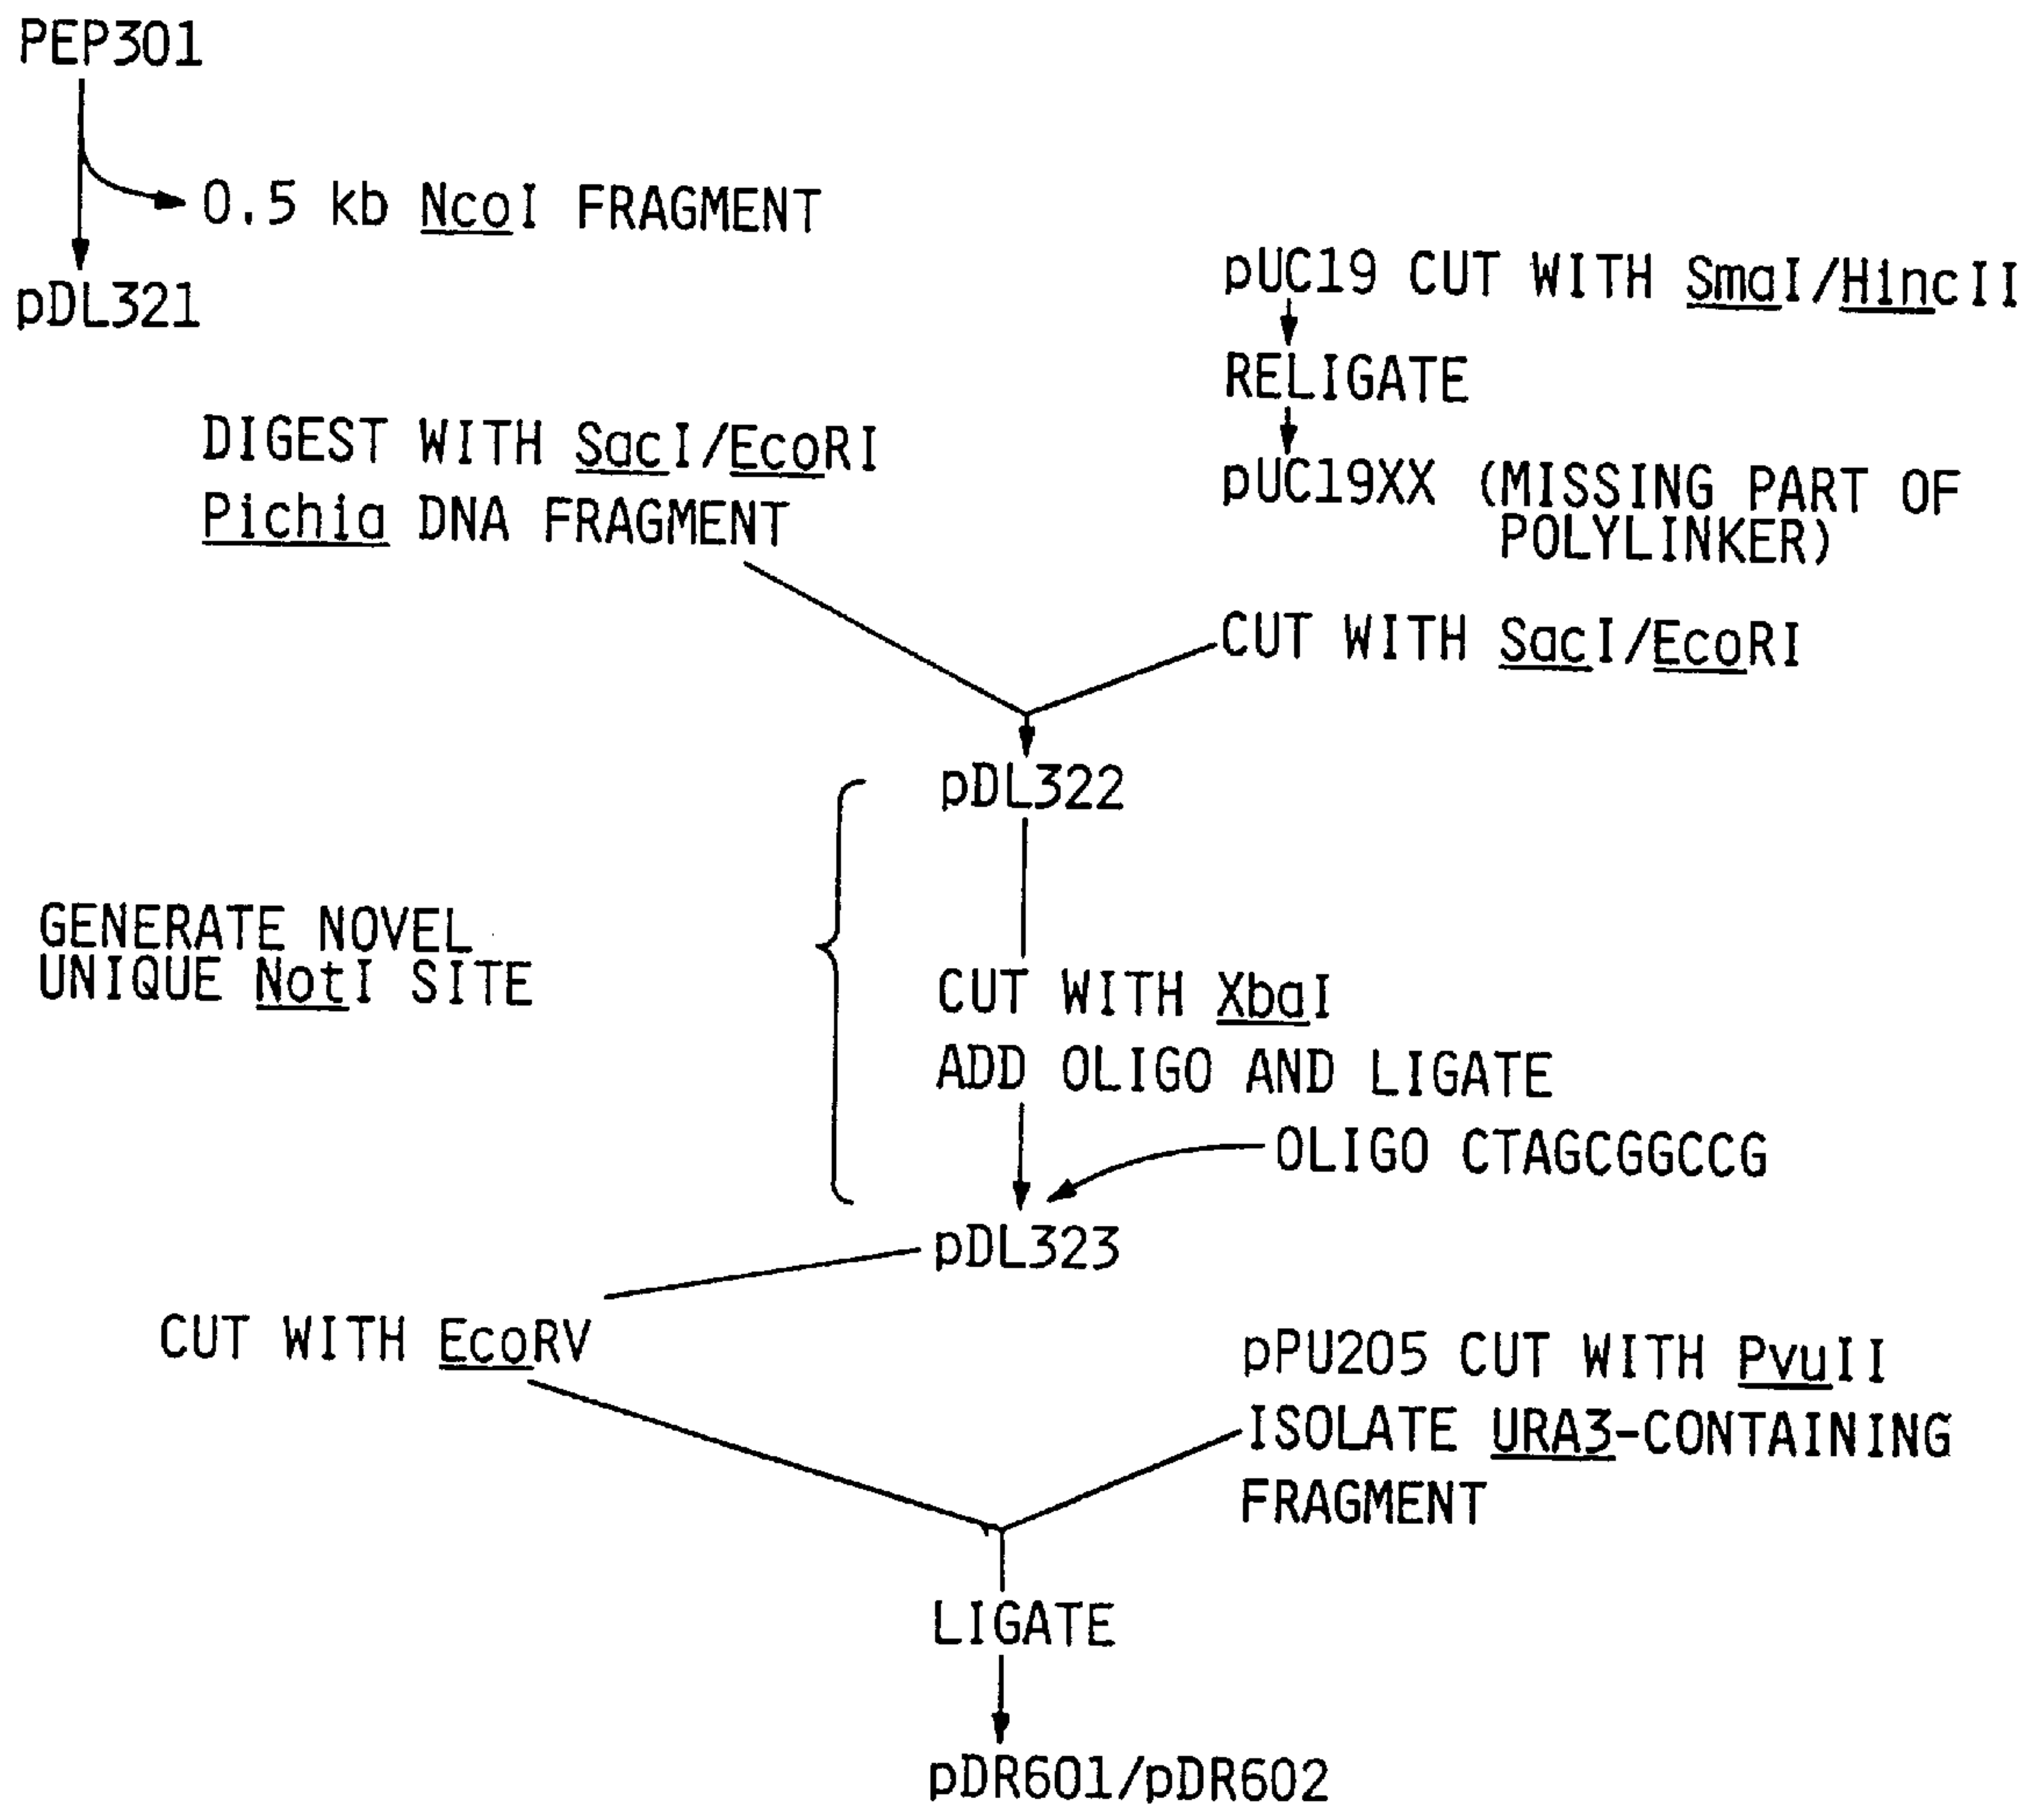 PEP301
0.5 kb NcoI FRAGMENT
pDL321
pUC19 CUT WITH SmaI/HincII
RELIGATE
pUC19XX (MISSING PART OF
POLYLINKER)
DIGEST WITH SacI/EcoRI
Pichia DNA FRAGMENT
CUT WITH SacI/EcoRI
pDL322
GENERATE NOVEL
UNIQUE NotI SITE
CUT WITH XbaI
ADD OLIGO AND LIGATE
OLIGO CTAGCGGCCG
pDL323
CUT WITH EcoRV
pPU205 CUT WITH PvuII
ISOLATE URA3-CONTAINING
FRAGMENT
LIGATE
pDR601/pDR602